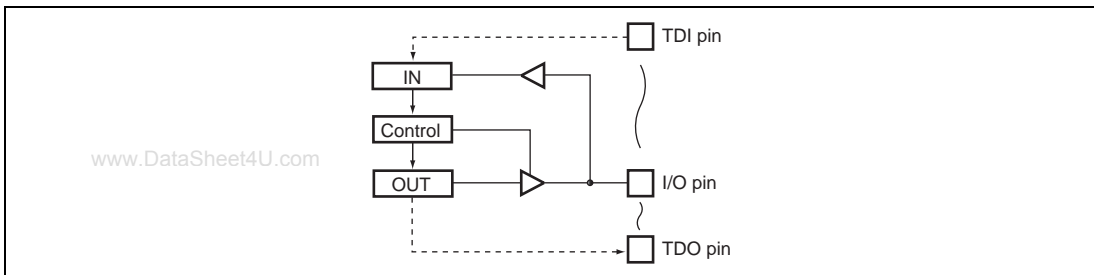 TDI pin
IN
Control
www.DataSheet4U.com
OUT
I/O pin
TDO pin